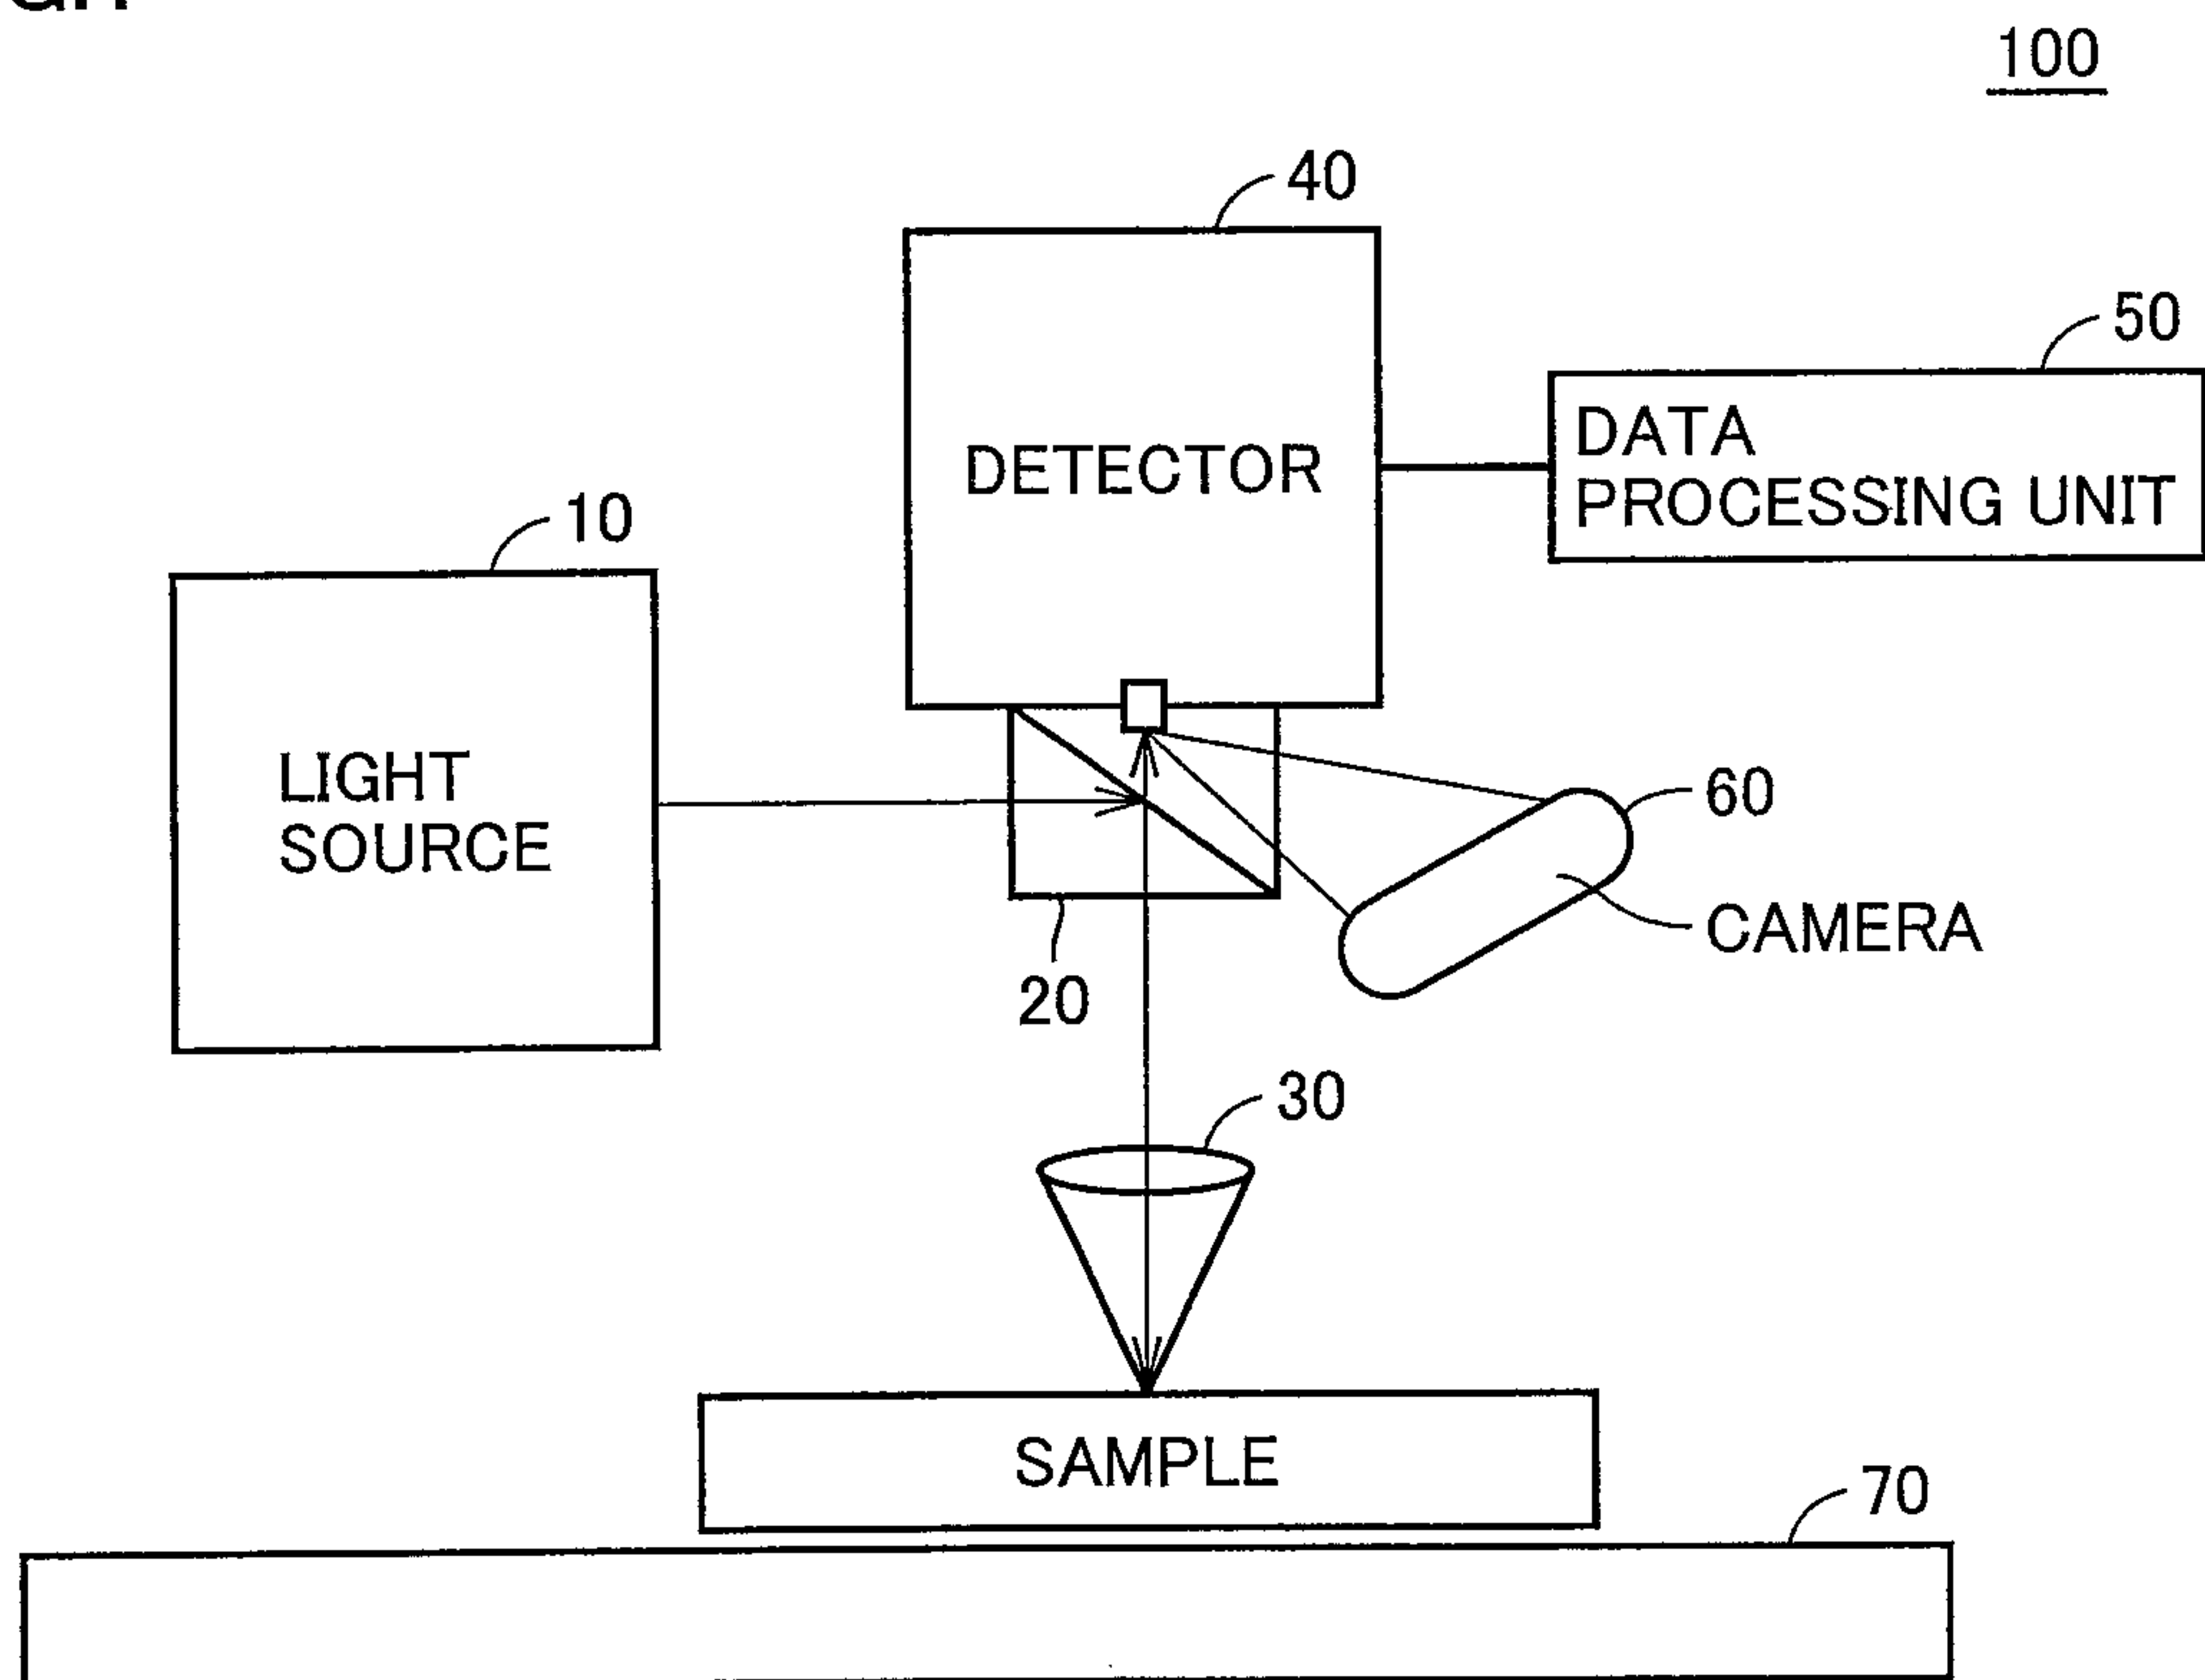 100
40
50
DETECTOR
DATA
PROCESSING UNIT
10
LIGHT
SOURCE
60
CAMERA
20
30
SAMPLE
70